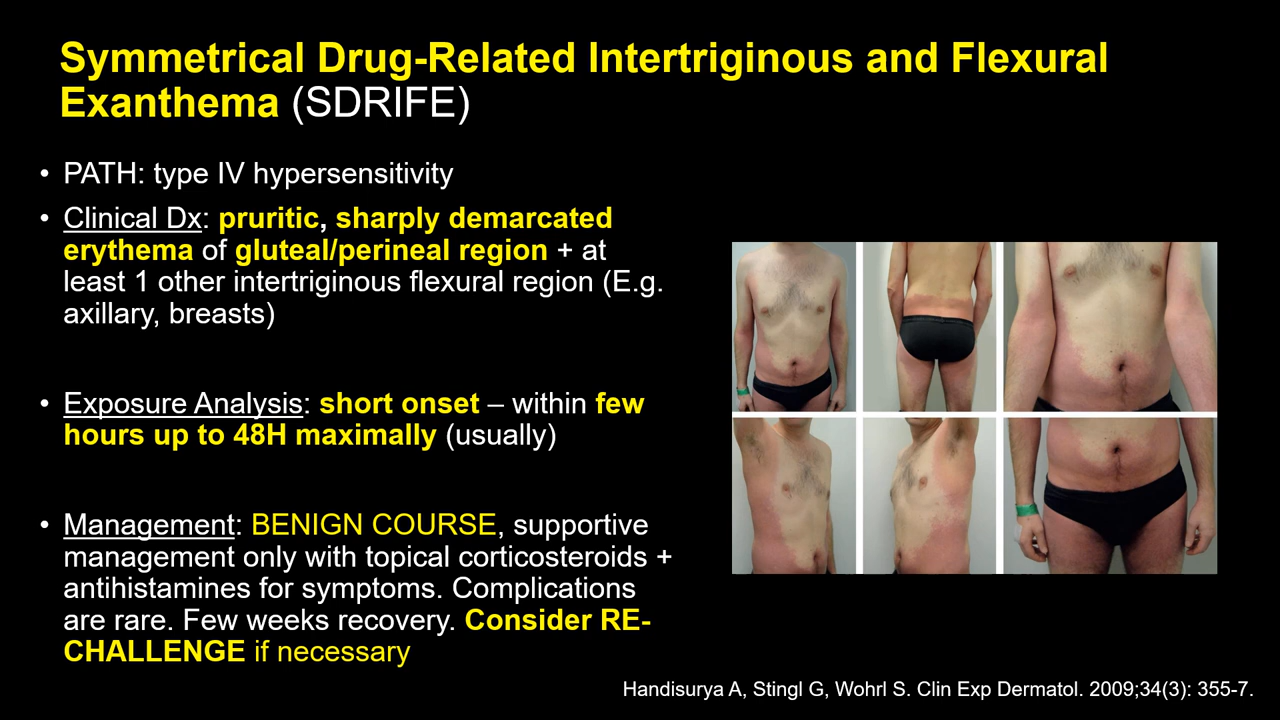 Symmetrical Drug-Related Intertriginous and Flexural
Exanthema (SDRIFE)
• PATH: type IV hypersensitivity
• Clinical Dx: pruritic, sharply demarcated
erythema of gluteal/perineal region + at
least 1 other intertriginous flexural region (E.g.
axillary, breasts)
• Exposure Analysis: short onset – within few
hours up to 48H maximally (usually)
• Management: BENIGN COURSE, supportive
management only with topical corticosteroids +
antihistamines for symptoms. Complications
are rare. Few weeks recovery. Consider RE-
CHALLENGE if necessary
Handisurya A, Stingl G, Wohrl S. Clin Exp Dermatol. 2009;34(3): 355-7.